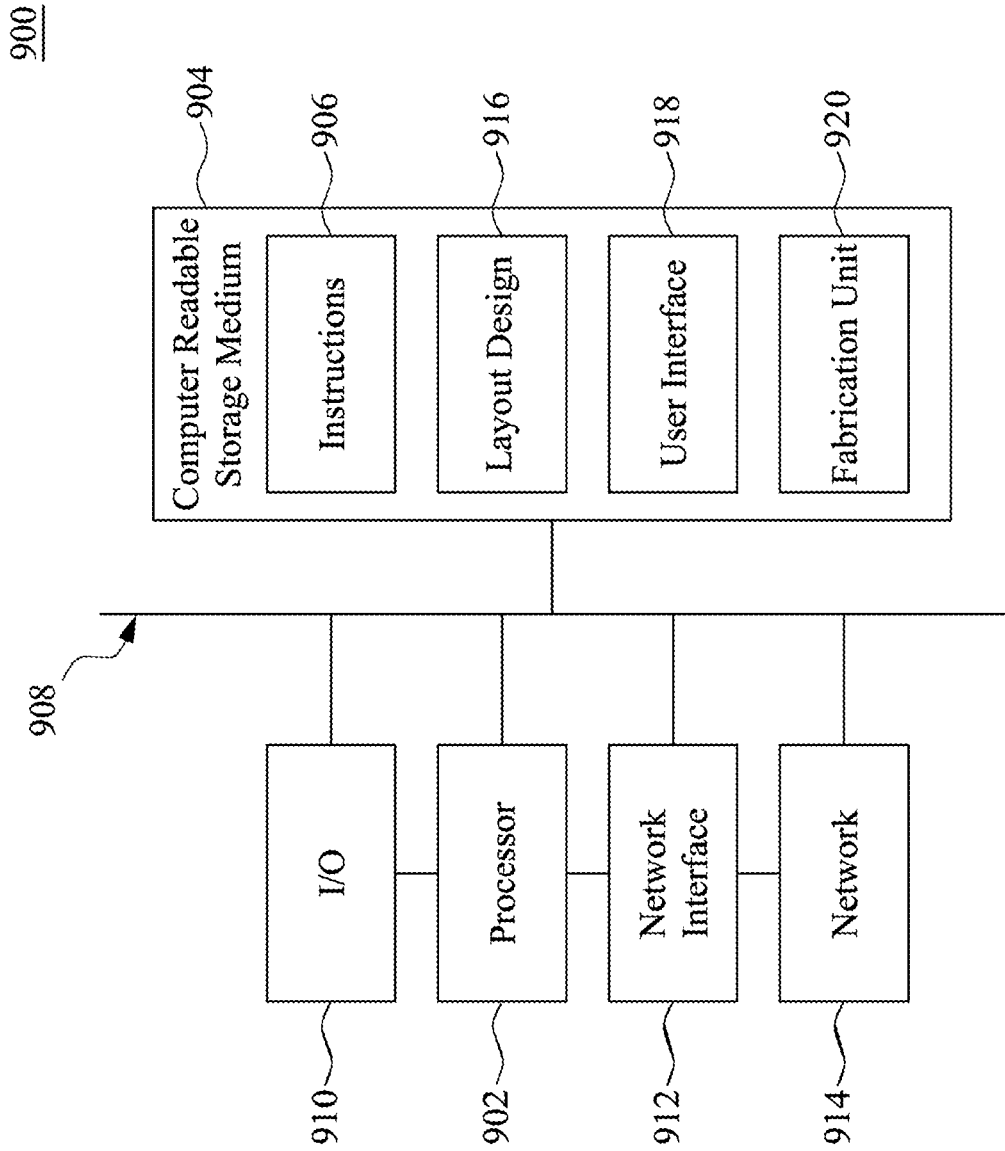 900
908
904
Computer Readable
Storage Medium
910
I/O
Instructions
906
902
Processor
Layout Design
916
912
Network
Interface
User Interface
918
914
Network
Fabrication Unit
920